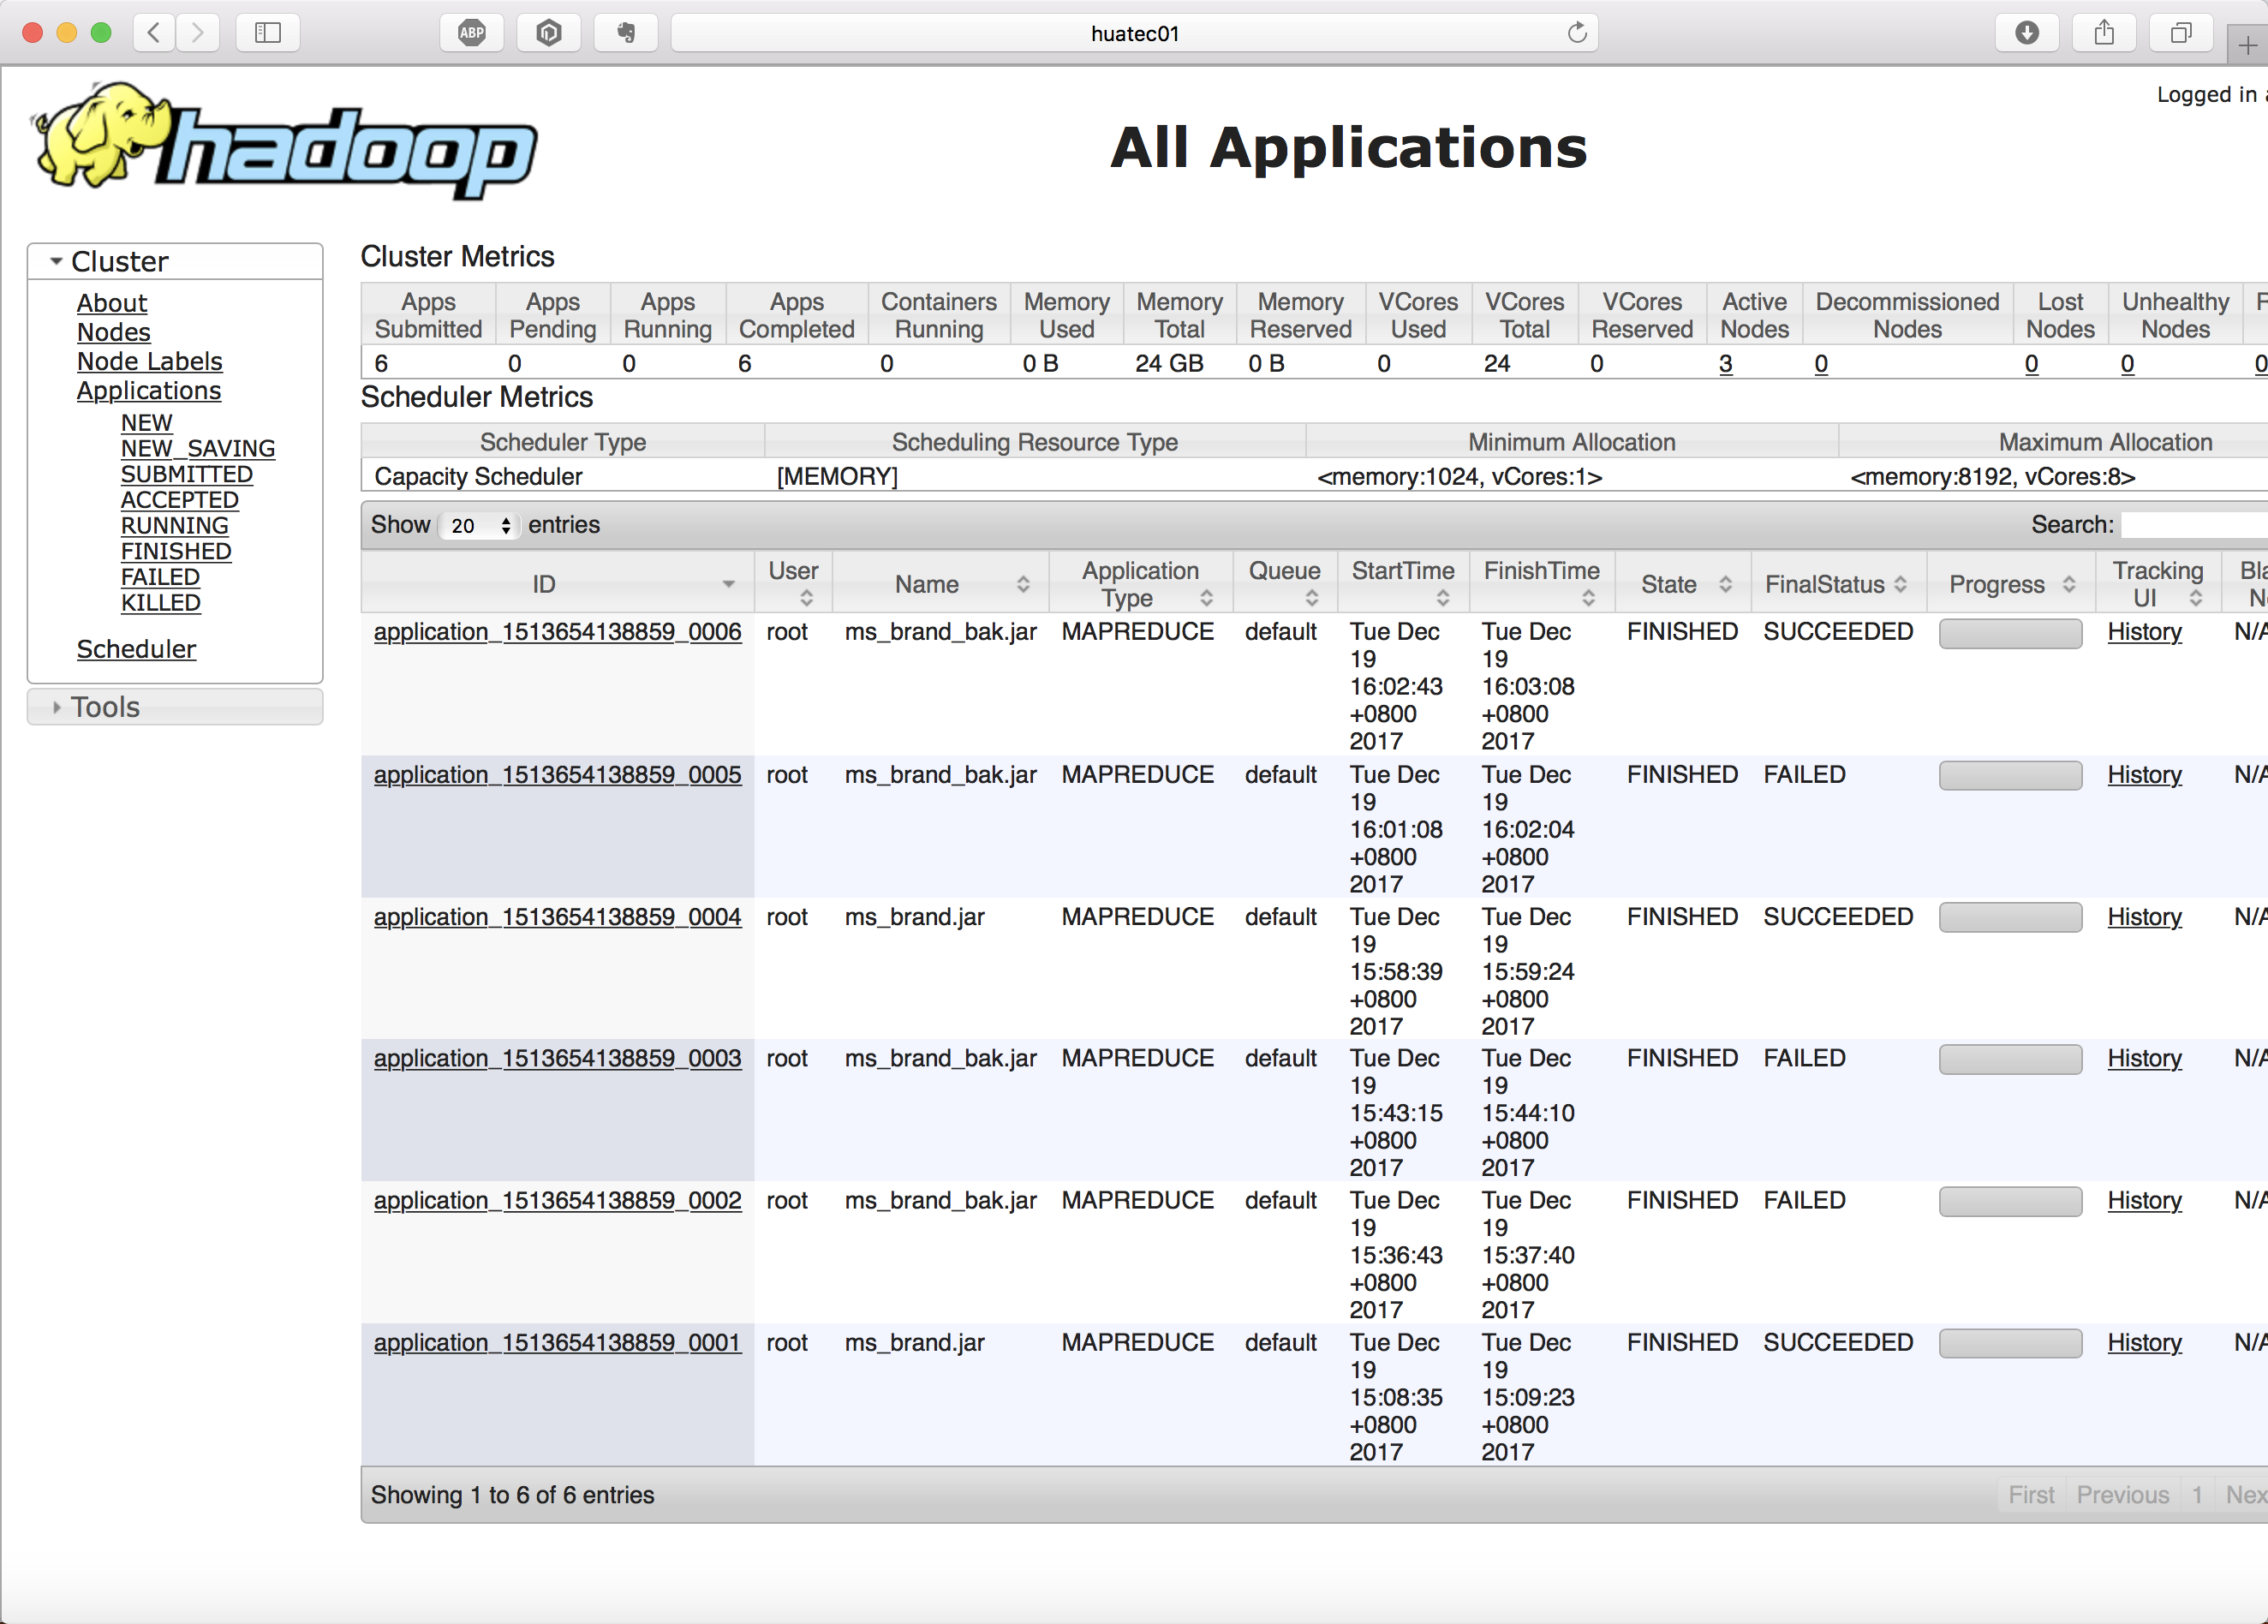 huatec01
ABP
Logged in
hadoop
All Applications
Cluster
About
Nodes
Node Labels
Applications
NEW
NEW_SAVING
SUBMITTED
ACCEPTED
RUNNING
FINISHED
FAILED
KILLED
Scheduler
Tools
Cluster Metrics
Apps Submitted Apps Pending Apps Running Apps Completed Containers Running Memory Used Memory Total Memory Reserved VCores Used VCores Total VCores Reserved Active Nodes Decommissioned Nodes Lost Nodes Unhealthy Nodes
6 0 0 6 0 0 B 24 GB 0 B 0 24 0 3 0 0 0 0
Scheduler Metrics
Scheduler Type Scheduling Resource Type Minimum Allocation Maximum Allocation
Capacity Scheduler [MEMORY] <memory:1024, vCores:1> <memory:8192, vCores:8>
Show 20 entries Search:
ID User Name Application Type Queue StartTime FinishTime State FinalStatus Progress Tracking UI
application_1513654138859_0006 root ms_brand_bak.jar MAPREDUCE default Tue Dec 19 16:02:43 +0800 2017 Tue Dec 19 16:03:08 +0800 2017 FINISHED SUCCEEDED History N/A
application_1513654138859_0005 root ms_brand_bak.jar MAPREDUCE default Tue Dec 19 16:01:08 +0800 2017 Tue Dec 19 16:02:04 +0800 2017 FINISHED FAILED History N/A
application_1513654138859_0004 root ms_brand.jar MAPREDUCE default Tue Dec 19 15:58:39 +0800 2017 Tue Dec 19 15:59:24 +0800 2017 FINISHED SUCCEEDED History N/A
application_1513654138859_0003 root ms_brand_bak.jar MAPREDUCE default Tue Dec 19 15:43:15 +0800 2017 Tue Dec 19 15:44:10 +0800 2017 FINISHED FAILED History N/A
application_1513654138859_0002 root ms_brand_bak.jar MAPREDUCE default Tue Dec 19 15:36:43 +0800 2017 Tue Dec 19 15:37:40 +0800 2017 FINISHED FAILED History N/A
application_1513654138859_0001 root ms_brand.jar MAPREDUCE default Tue Dec 19 15:08:35 +0800 2017 Tue Dec 19 15:09:23 +0800 2017 FINISHED SUCCEEDED History N/A
Showing 1 to 6 of 6 entries First Previous 1